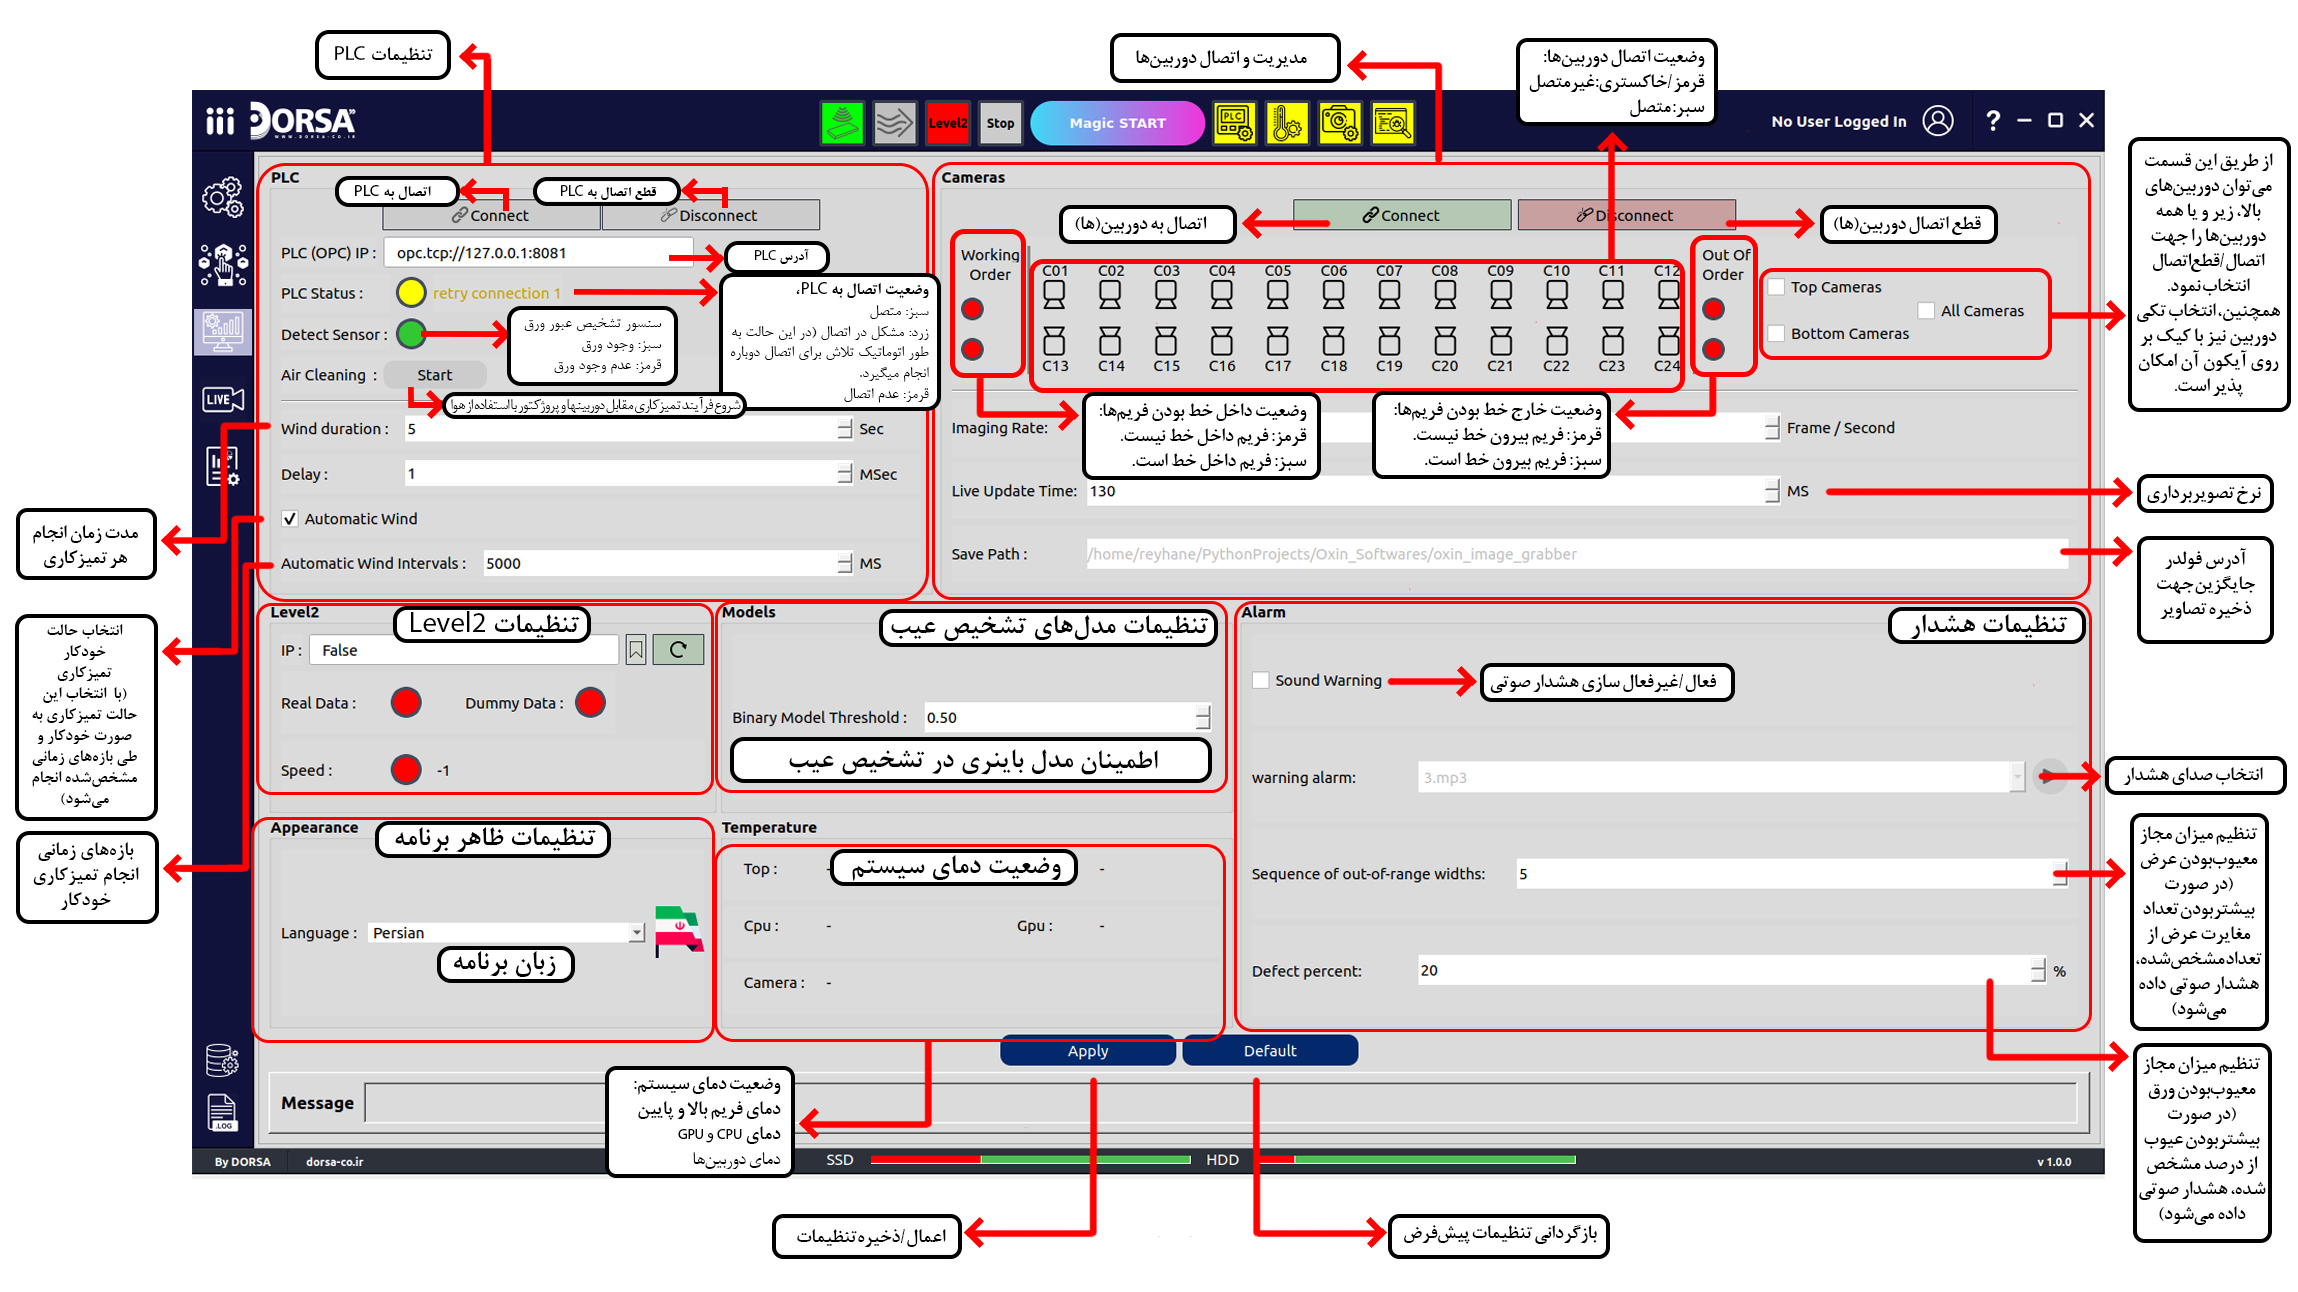 تنظیمات PLC
مدیریت و اتصال دوربین‌ها
وضعیت اتصال دوربین‌ها:
قرمز/خاکستری:غیرمتصل
سبز:متصل
DORSA
WWW.DORSA-CO.IR
Level2
Stop
Magic START
PLC
No User Logged In
?
PLC
اتصال به PLC
قطع اتصال به PLC
Connect
Disconnect
PLC (OPC) IP :
opc.tcp://127.0.0.1:8081
آدرس PLC
PLC Status :
retry connection 1
وضعیت اتصال به PLC،
سبز: متصل
زرد: مشکل در اتصال (در این حالت به
طور اتوماتیک تلاش برای اتصال دوباره
انجام میگیرد.
قرمز: عدم اتصال
Detect Sensor :
سنسور تشخیص عبور ورق
سبز: وجود ورق
قرمز: عدم وجود ورق
Air Cleaning :
Start
شروع فرآیند تمیزکاری مقابل دوربینها و پروژکتور با استفاده از هوا
Wind duration :
5
Sec
Delay :
1
MSec
Automatic Wind
Automatic Wind Intervals :
5000
MS
مدت زمان انجام
هر تمیزکاری
انتخاب حالت
خودکار
تمیزکاری
(با انتخاب این
حالت تمیزکاری به
صورت خودکار و
طی بازه‌های زمانی
مشخص‌شده انجام
می‌شود)
بازه‌های زمانی
انجام تمیزکاری
خودکار
Cameras
Connect
Disconnect
اتصال به دوربین(ها)
قطع اتصال دوربین(ها)
Working
Order
C01 C02 C03 C04 C05 C06 C07 C08 C09 C10 C11 C12
C13 C14 C15 C16 C17 C18 C19 C20 C21 C22 C23 C24
Out Of
Order
Top Cameras
All Cameras
Bottom Cameras
از طریق این قسمت
می‌توان دوربین‌های
بالا، زیر و یا همه
دوربین‌ها را جهت
اتصال/قطع‌اتصال
انتخاب‌نمود.
همچنین، انتخاب تکی
دوربین نیز با کیک بر
روی آیکون آن امکان
پذیر است.
وضعیت داخل خط بودن فریم‌ها:
قرمز: فریم داخل خط نیست.
سبز: فریم داخل خط است.
وضعیت خارج خط بودن فریم‌ها:
قرمز: فریم بیرون خط نیست.
سبز: فریم بیرون خط است.
Imaging Rate:
Frame / Second
Live Update Time:
130
MS
نرخ تصویربرداری
Save Path :
/home/reyhane/PythonProjects/Oxin_Softwares/oxin_image_grabber
آدرس فولدر
جایگزین‌جهت
ذخیره تصاویر
Level2
تنظیمات Level2
IP :
False
Real Data :
Dummy Data :
Speed :
-1
Models
تنظیمات مدل‌های تشخیص عیب
Binary Model Threshold :
0.50
اطمینان مدل باینری در تشخیص عیب
Alarm
تنظیمات هشدار
Sound Warning
فعال/غیرفعال سازی هشدار صوتی
warning alarm:
3.mp3
انتخاب صدای هشدار
Sequence of out-of-range widths:
5
تنظیم میزان مجاز
معیوب‌بودن عرض
(در صورت
بیشتربودن تعداد
مغایرت عرض از
تعدادمشخص‌شده،
هشدار صوتی داده
می‌شود)
Defect percent:
20
%
تنظیم میزان مجاز
معیوب‌بودن ورق
(در صورت
بیشتربودن عیوب
از درصد مشخص
شده، هشدار صوتی
داده می‌شود)
Appearance
تنظیمات ظاهر برنامه
Language :
Persian
زبان برنامه
Temperature
Top :
-
وضعیت دمای سیستم
-
Cpu :
-
Gpu :
-
Camera :
-
Apply
Default
وضعیت دمای سیستم:
دمای فریم بالا و پایین
دمای CPU و GPU
دمای دوربین‌ها
Message
LIVE
.LOG
By DORSA
dorsa-co.ir
SSD
HDD
v 1.0.0
اعمال/ذخیره‌تنظیمات
بازگردانی تنظیمات پیش‌فرض